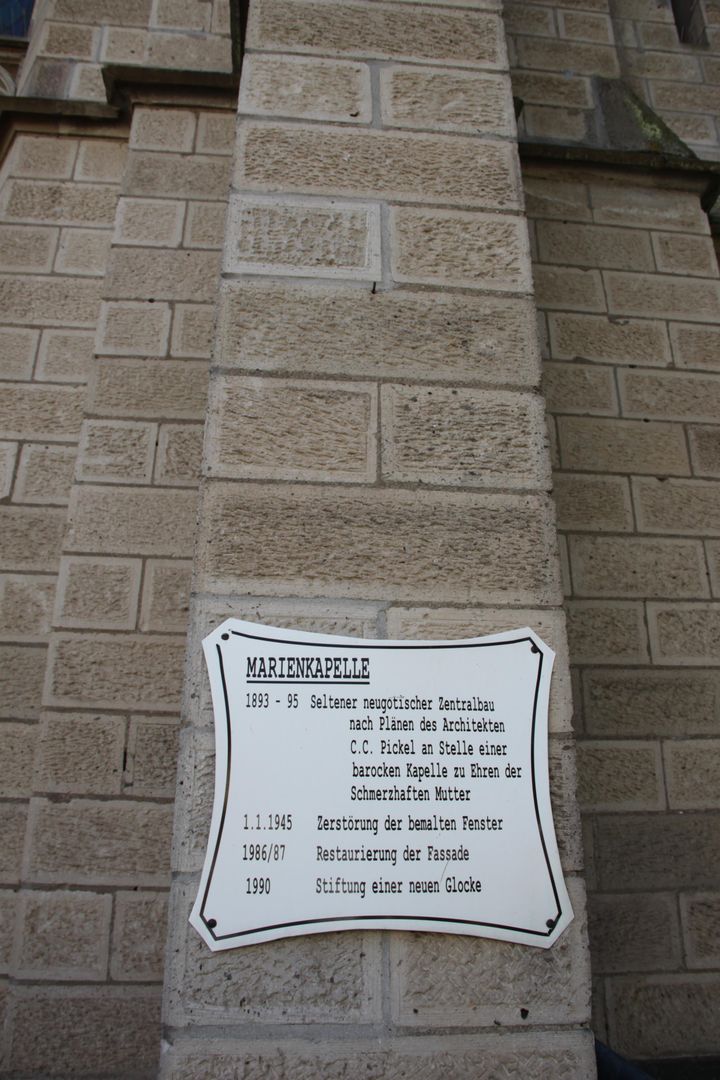 MARIENKAPELLE
1893 - 95 Seltener neugotischer Zentralbau
nach Plänen des Architekten
C.C. Pickel an Stelle einer
barocken Kapelle zu Ehren der
Schmerzhaften Mutter
1.1.1945 Zerstörung der bemalten Fenster
1986/87 Restaurierung der Fassade
1990 Stiftung einer neuen Glocke